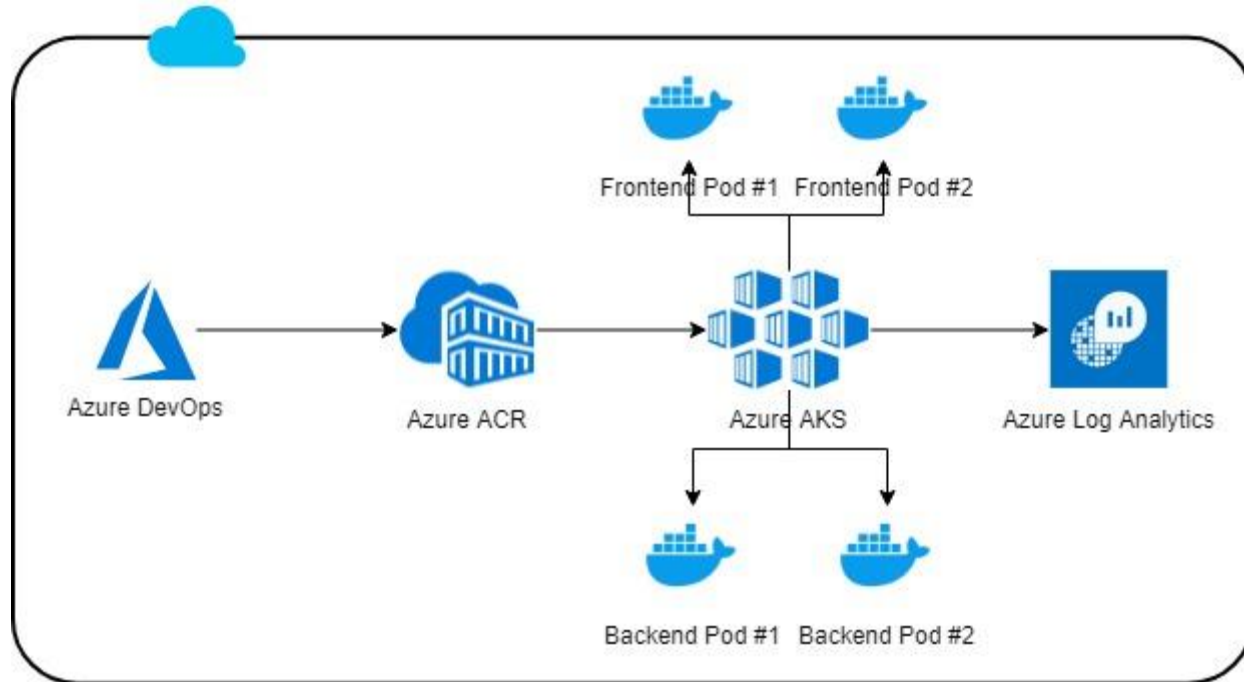 Frontend Pod #1 Frontend Pod #2
Azure DevOps
Azure ACR
Azure AKS
Azure Log Analytics
Backend Pod #1 Backend Pod #2